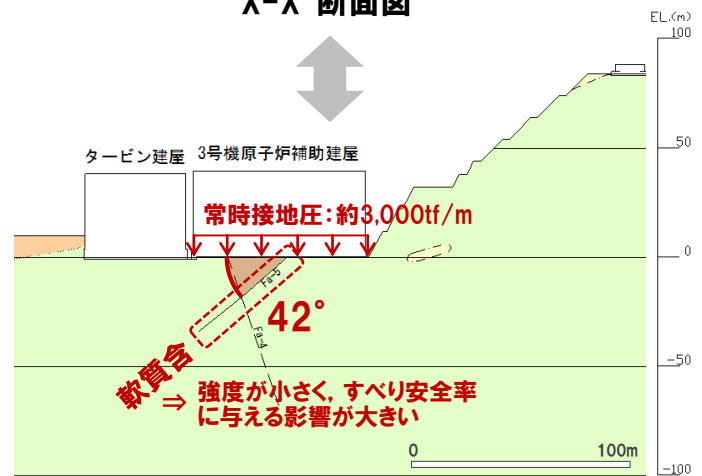 X-X'断面図
EL.(m)
100
タービン建屋
3号機原子炉補助建屋
50
常時接地圧：約3,000tf/m
0
Fa-5
42°
Fa-4
-50
軟質含
⇒ 強度が小さく，すべり安全率
に与える影響が大きい
0
100m
-100